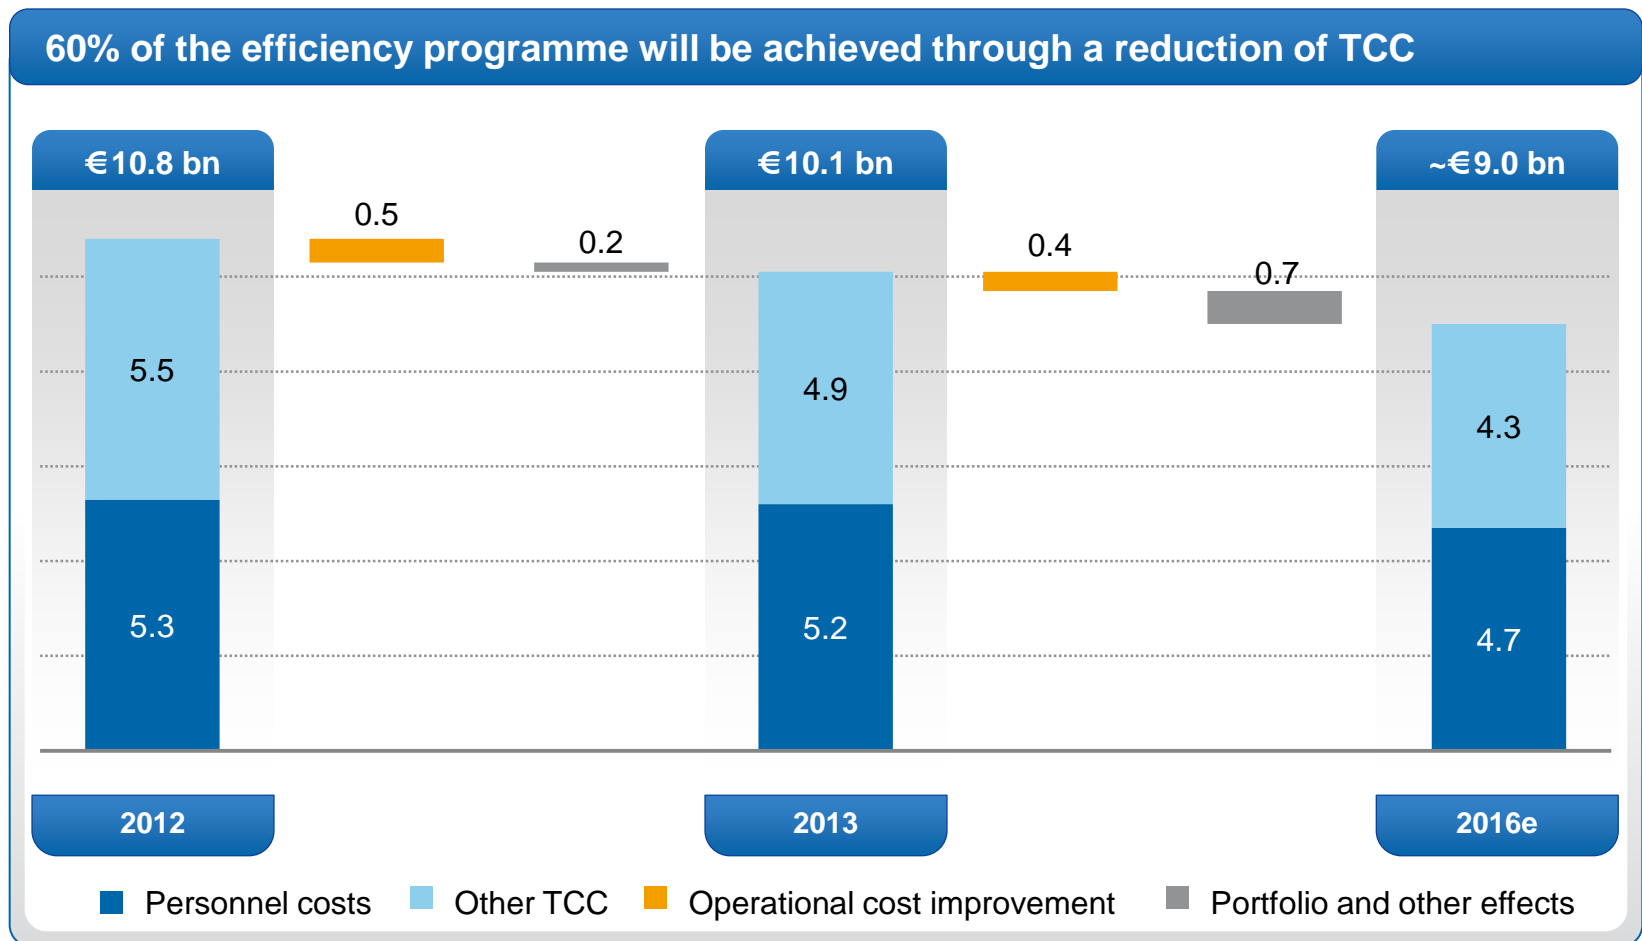 60% of the efficiency programme will be achieved through a reduction of TCC
€10.8 bn
€10.1 bn
~€9.0 bn
0.5
0.2
0.4
0.7
5.5
4.9
4.3
5.3
5.2
4.7
2012
2013
2016e
Personnel costs
Other TCC
Operational cost improvement
Portfolio and other effects